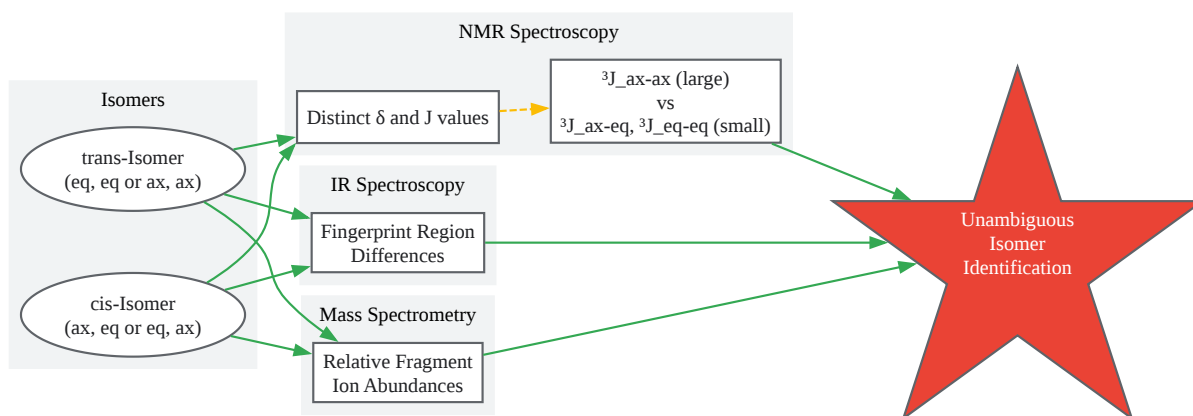 NMR Spectroscopy
Isomers
Distinct δ and J values
³J_ax-ax (large)
vs
³J_ax-eq, ³J_eq-eq (small)
trans-Isomer
(eq, eq or ax, ax)
IR Spectroscopy
Fingerprint Region
Differences
cis-Isomer
(ax, eq or eq, ax)
Mass Spectrometry
Relative Fragment
Ion Abundances
Unambiguous
Isomer
Identification